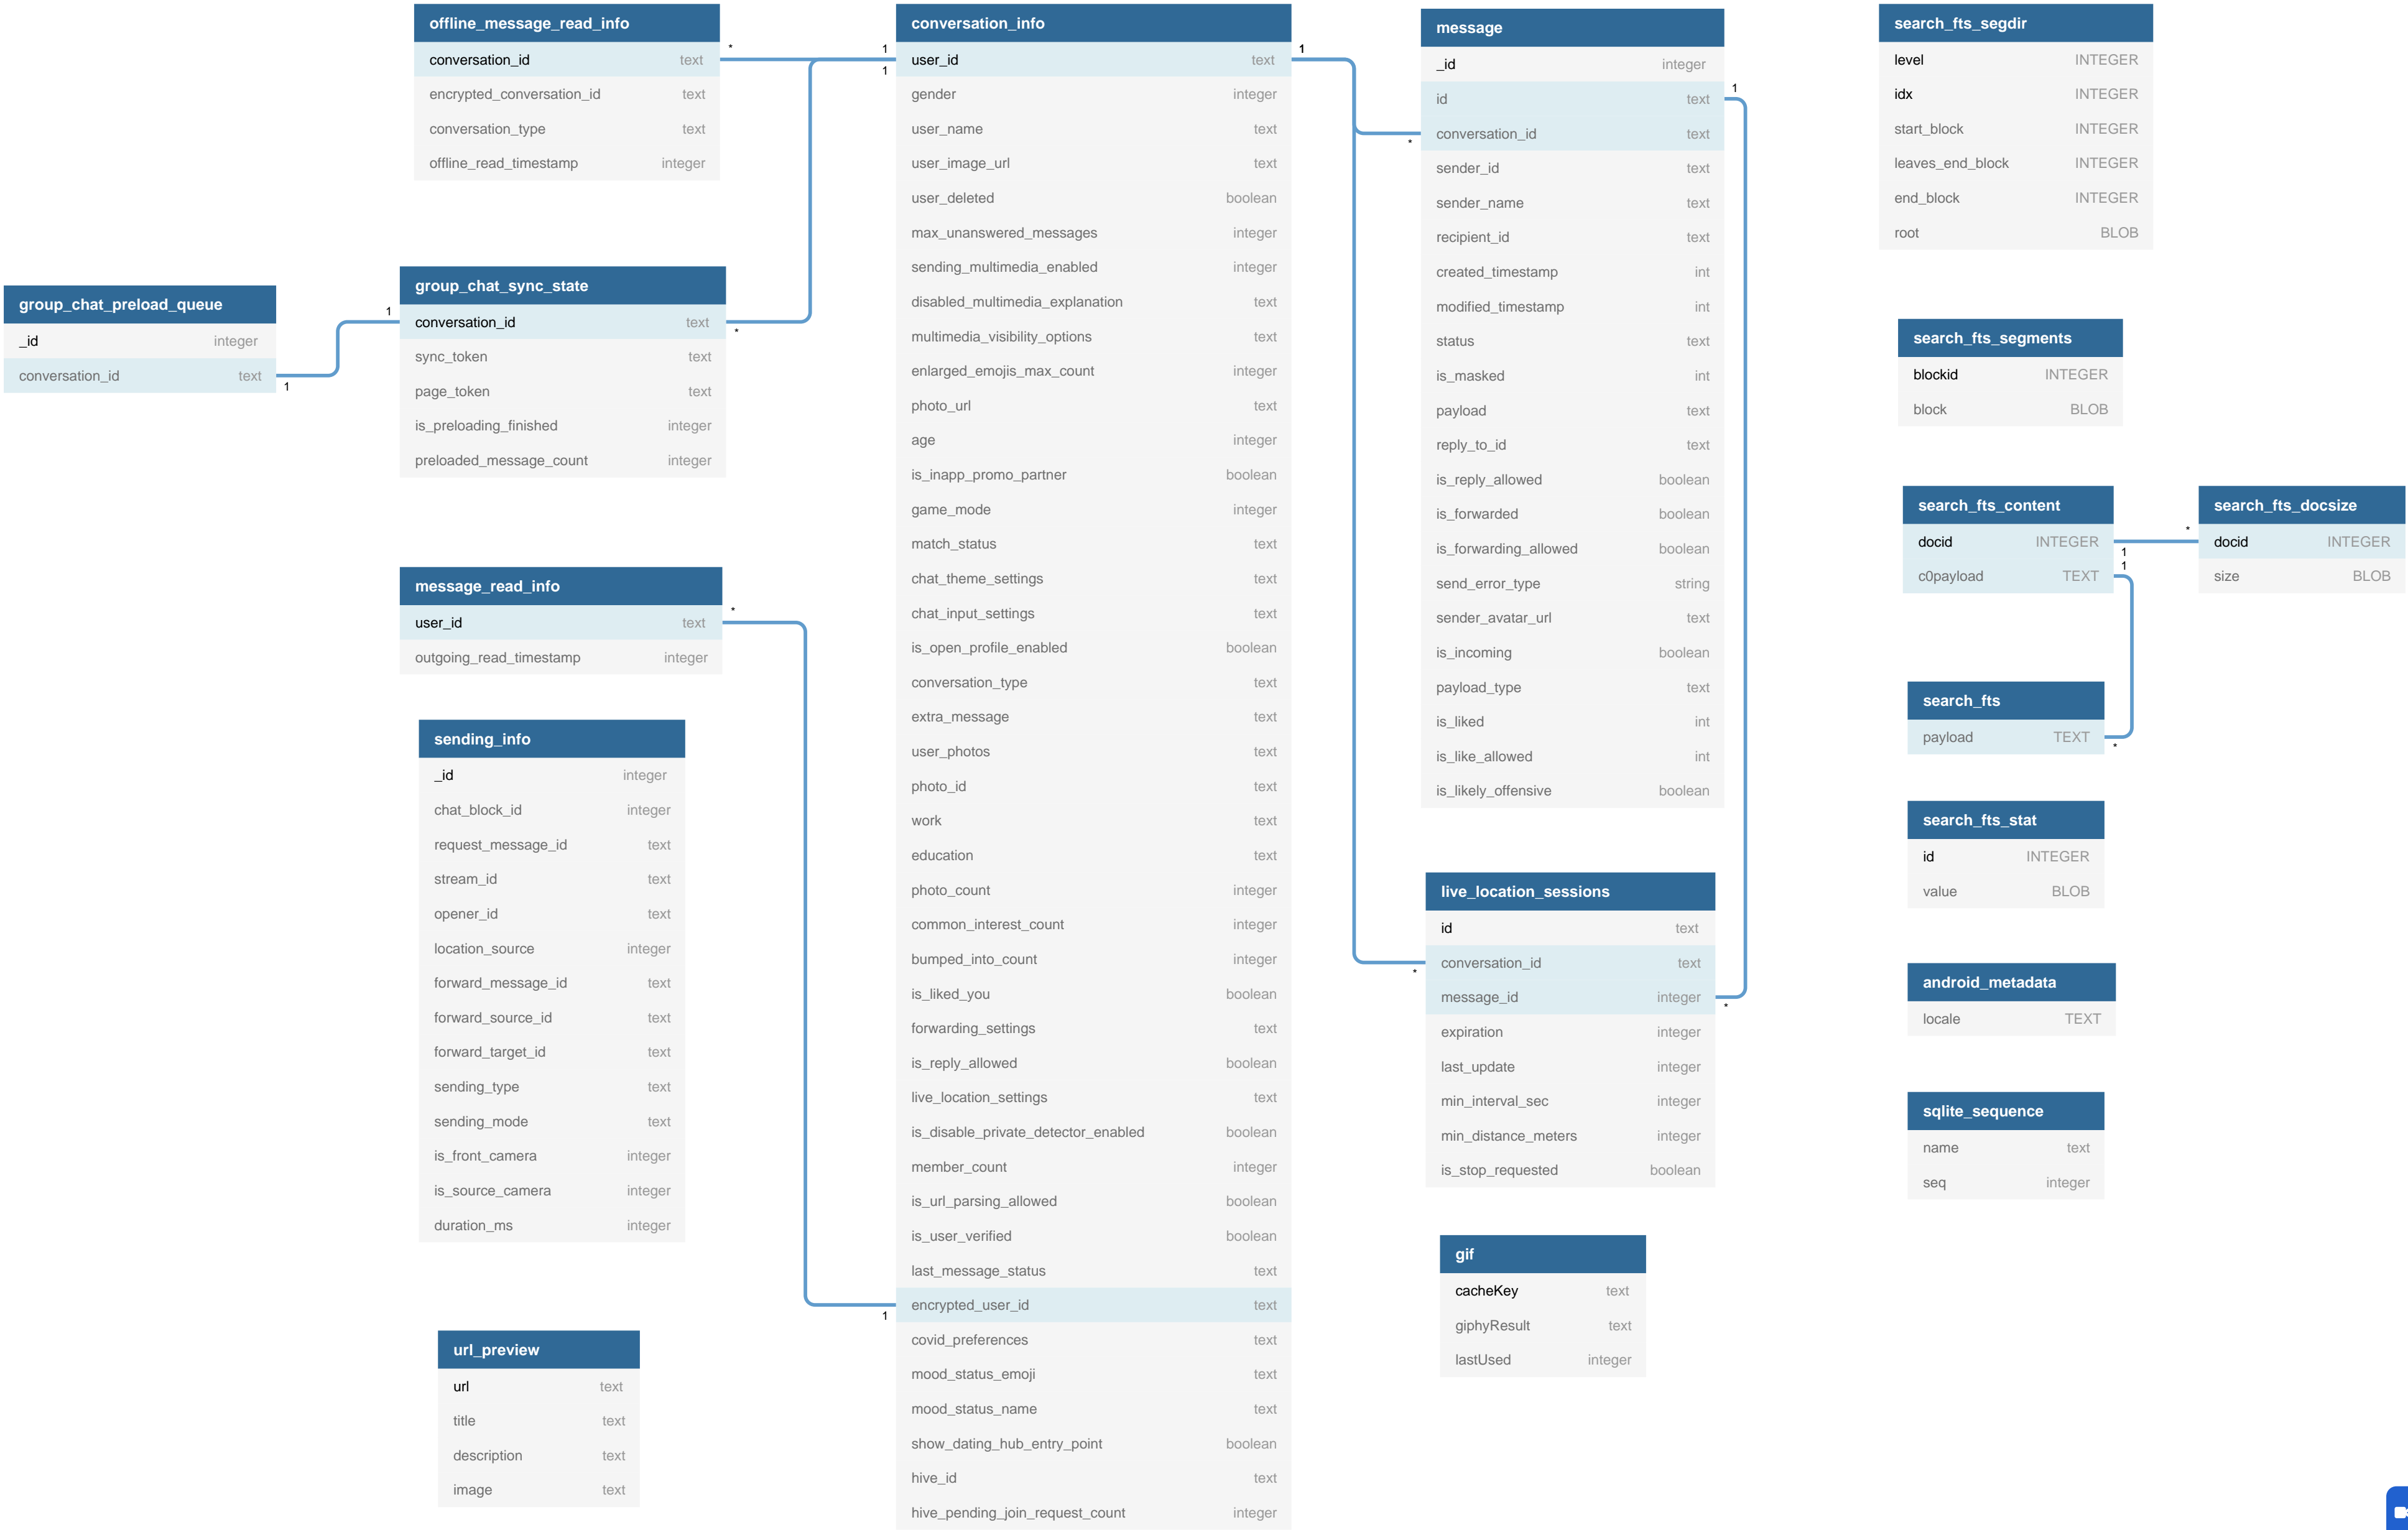 offline_message_read_info
conversation_id text
encrypted_conversation_id text
conversation_type text
offline_read_timestamp integer
*
1
1
group_chat_preload_queue
_id integer
conversation_id text
1
1
group_chat_sync_state
conversation_id text
sync_token text
page_token text
is_preloading_finished integer
preloaded_message_count integer
*
message_read_info
user_id text
outgoing_read_timestamp integer
*
sending_info
_id integer
chat_block_id integer
request_message_id text
stream_id text
opener_id text
location_source integer
forward_message_id text
forward_source_id text
forward_target_id text
sending_type text
sending_mode text
is_front_camera integer
is_source_camera integer
duration_ms integer
url_preview
url text
title text
description text
image text
conversation_info
user_id text
gender integer
user_name text
user_image_url text
user_deleted boolean
max_unanswered_messages integer
sending_multimedia_enabled integer
disabled_multimedia_explanation text
multimedia_visibility_options text
enlarged_emojis_max_count integer
photo_url text
age integer
is_inapp_promo_partner boolean
game_mode integer
match_status text
chat_theme_settings text
chat_input_settings text
is_open_profile_enabled boolean
conversation_type text
extra_message text
user_photos text
photo_id text
work text
education text
photo_count integer
common_interest_count integer
bumped_into_count integer
is_liked_you boolean
forwarding_settings text
is_reply_allowed boolean
live_location_settings text
is_disable_private_detector_enabled boolean
member_count integer
is_url_parsing_allowed boolean
is_user_verified boolean
last_message_status text
encrypted_user_id text
covid_preferences text
mood_status_emoji text
mood_status_name text
show_dating_hub_entry_point boolean
hive_id text
hive_pending_join_request_count integer
1
1
message
_id integer
id text
conversation_id text
sender_id text
sender_name text
recipient_id text
created_timestamp int
modified_timestamp int
status text
is_masked int
payload text
reply_to_id text
is_reply_allowed boolean
is_forwarded boolean
is_forwarding_allowed boolean
send_error_type string
sender_avatar_url text
is_incoming boolean
payload_type text
is_liked int
is_like_allowed int
is_likely_offensive boolean
1
*
live_location_sessions
id text
conversation_id text
message_id integer
expiration integer
last_update integer
min_interval_sec integer
min_distance_meters integer
is_stop_requested boolean
*
*
gif
cacheKey text
giphyResult text
lastUsed integer
search_fts_segdir
level INTEGER
idx INTEGER
start_block INTEGER
leaves_end_block INTEGER
end_block INTEGER
root BLOB
search_fts_segments
blockid INTEGER
block BLOB
search_fts_content
docid INTEGER
c0payload TEXT
1
1
*
search_fts_docsize
docid INTEGER
size BLOB
search_fts
payload TEXT
*
search_fts_stat
id INTEGER
value BLOB
android_metadata
locale TEXT
sqlite_sequence
name text
seq integer